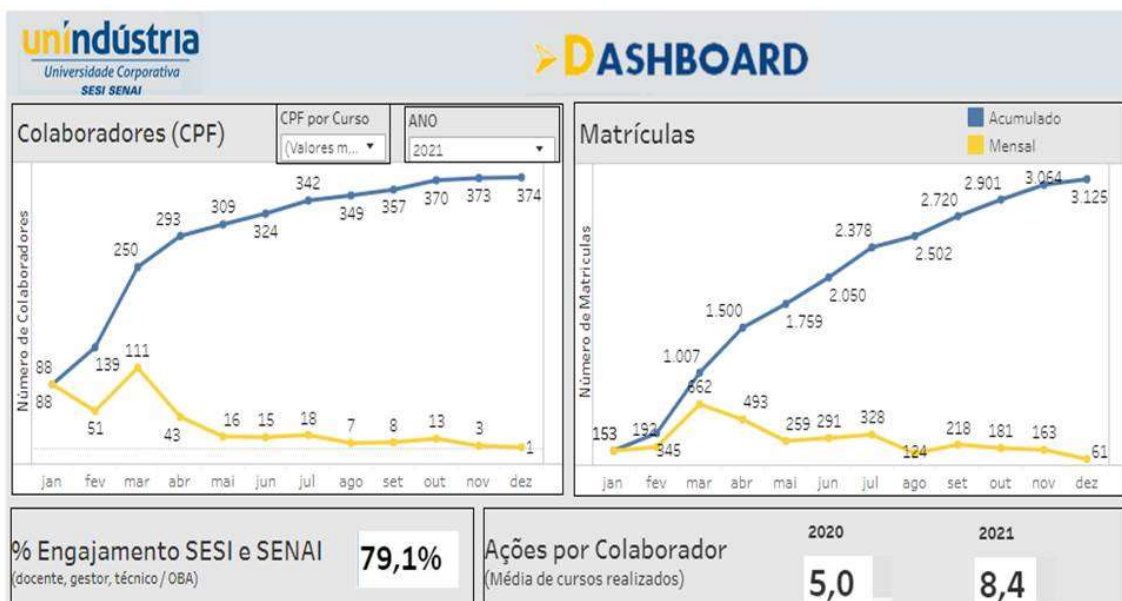 unindústria
Universidade Corporativa
SESI SENAI
DASHBOARD
Colaboradores (CPF)
CPF por Curso
(Valores m...
ANO
2021
Número de Colaboradores
88
139
250
293
309
324
342
349
357
370
373
374
88
51
111
43
16
15
18
7
8
13
3
1
jan fev mar abr mai jun jul ago set out nov dez
Matrículas
Acumulado
Mensal
Número de Matriculas
153
345
1.007
1.500
1.759
2.050
2.378
2.502
2.720
2.901
3.064
3.125
192
662
493
259
291
328
124
218
181
163
61
jan fev mar abr mai jun jul ago set out nov dez
% Engajamento SESI e SENAI
(docente, gestor, técnico / OBA)
79,1%
Ações por Colaborador
(Média de cursos realizados)
2020
5,0
2021
8,4